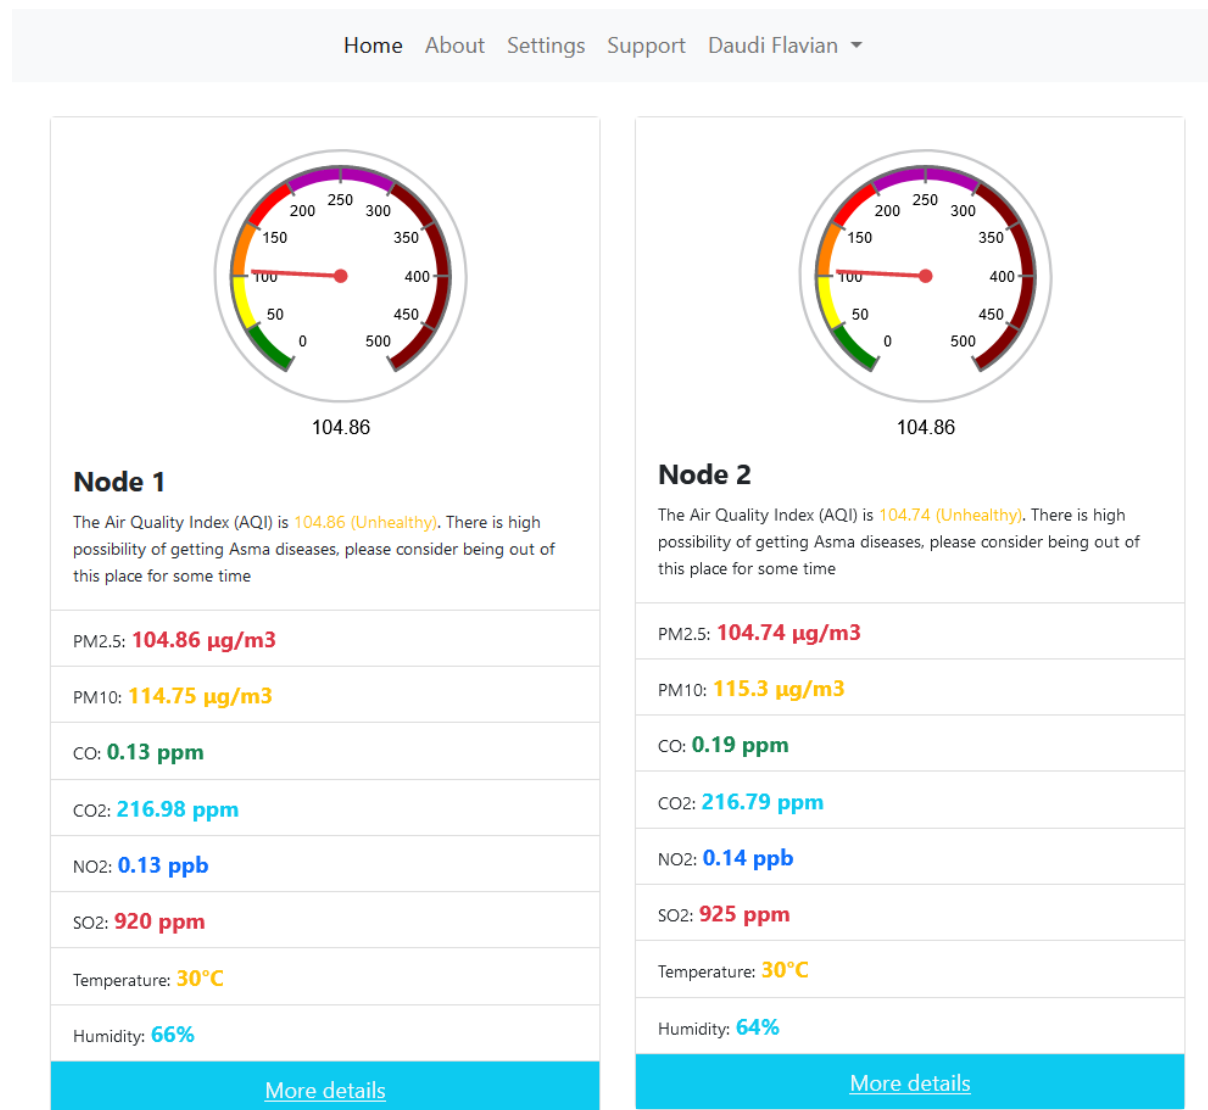 Home About Settings Support Daudi Flavian
250
200 300
150 350
100 400
50 450
0 500
104.86
Node 1
The Air Quality Index (AQI) is 104.86 (Unhealthy). There is high
possibility of getting Asma diseases, please consider being out of
this place for some time
PM2.5: 104.86 µg/m3
PM10: 114.75 µg/m3
CO: 0.13 ppm
CO2: 216.98 ppm
NO2: 0.13 ppb
SO2: 920 ppm
Temperature: 30°C
Humidity: 66%
More details
250
200 300
150 350
100 400
50 450
0 500
104.86
Node 2
The Air Quality Index (AQI) is 104.74 (Unhealthy). There is high
possibility of getting Asma diseases, please consider being out of
this place for some time
PM2.5: 104.74 µg/m3
PM10: 115.3 µg/m3
CO: 0.19 ppm
CO2: 216.79 ppm
NO2: 0.14 ppb
SO2: 925 ppm
Temperature: 30°C
Humidity: 64%
More details